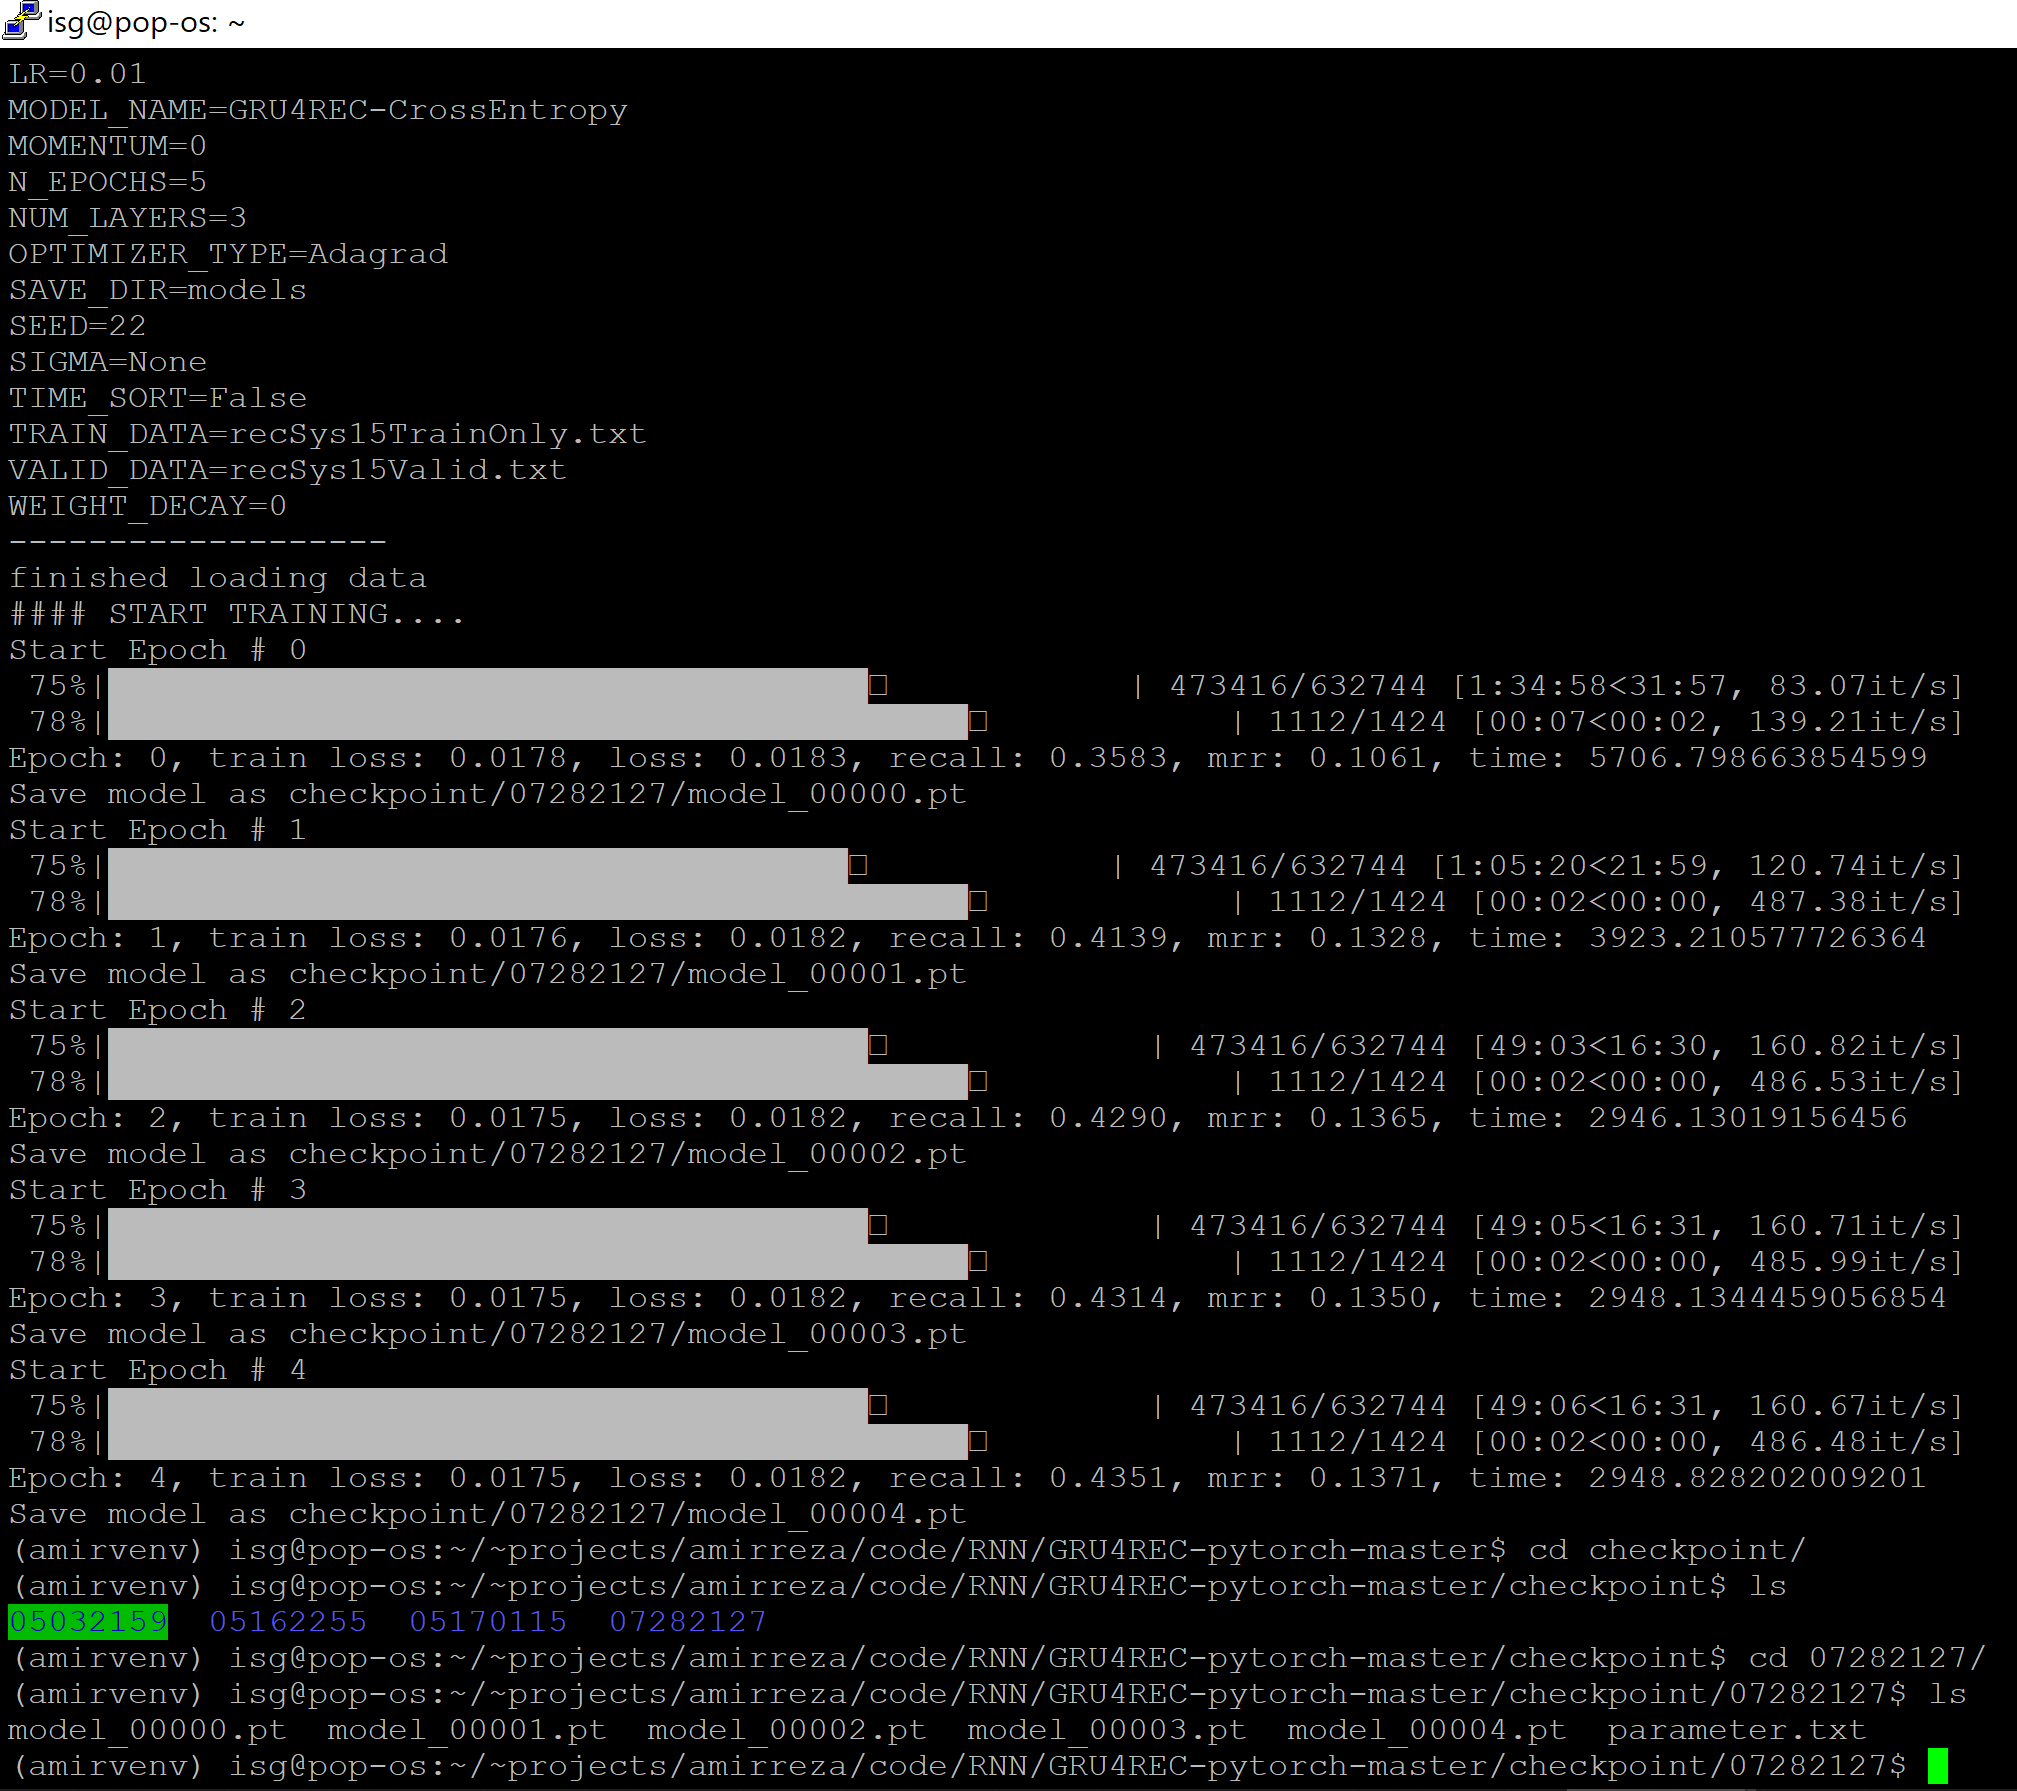 isg@pop-os: ~
LR=0.01
MODEL_NAME=GRU4REC-CrossEntropy
MOMENTUM=0
N_EPOCHS=5
NUM_LAYERS=3
OPTIMIZER_TYPE=Adagrad
SAVE_DIR=models
SEED=22
SIGMA=None
TIME_SORT=False
TRAIN_DATA=recSys15TrainOnly.txt
VALID_DATA=recSys15Valid.txt
WEIGHT_DECAY=0
-------------------
finished loading data
#### START TRAINING....
Start Epoch # 0
75%| | 473416/632744 [1:34:58<31:57, 83.07it/s]
78%| | 1112/1424 [00:07<00:02, 139.21it/s]
Epoch: 0, train loss: 0.0178, loss: 0.0183, recall: 0.3583, mrr: 0.1061, time: 5706.798663854599
Save model as checkpoint/07282127/model_00000.pt
Start Epoch # 1
75%| | 473416/632744 [1:05:20<21:59, 120.74it/s]
78%| | 1112/1424 [00:02<00:00, 487.38it/s]
Epoch: 1, train loss: 0.0176, loss: 0.0182, recall: 0.4139, mrr: 0.1328, time: 3923.210577726364
Save model as checkpoint/07282127/model_00001.pt
Start Epoch # 2
75%| | 473416/632744 [49:03<16:30, 160.82it/s]
78%| | 1112/1424 [00:02<00:00, 486.53it/s]
Epoch: 2, train loss: 0.0175, loss: 0.0182, recall: 0.4290, mrr: 0.1365, time: 2946.13019156456
Save model as checkpoint/07282127/model_00002.pt
Start Epoch # 3
75%| | 473416/632744 [49:05<16:31, 160.71it/s]
78%| | 1112/1424 [00:02<00:00, 485.99it/s]
Epoch: 3, train loss: 0.0175, loss: 0.0182, recall: 0.4314, mrr: 0.1350, time: 2948.1344459056854
Save model as checkpoint/07282127/model_00003.pt
Start Epoch # 4
75%| | 473416/632744 [49:06<16:31, 160.67it/s]
78%| | 1112/1424 [00:02<00:00, 486.48it/s]
Epoch: 4, train loss: 0.0175, loss: 0.0182, recall: 0.4351, mrr: 0.1371, time: 2948.828202009201
Save model as checkpoint/07282127/model_00004.pt
(amirvenv) isg@pop-os:~/~projects/amirreza/code/RNN/GRU4REC-pytorch-master$ cd checkpoint/
(amirvenv) isg@pop-os:~/~projects/amirreza/code/RNN/GRU4REC-pytorch-master/checkpoint$ ls
05032159  05162255  05170115  07282127
(amirvenv) isg@pop-os:~/~projects/amirreza/code/RNN/GRU4REC-pytorch-master/checkpoint$ cd 07282127/
(amirvenv) isg@pop-os:~/~projects/amirreza/code/RNN/GRU4REC-pytorch-master/checkpoint/07282127$ ls
model_00000.pt  model_00001.pt  model_00002.pt  model_00003.pt  model_00004.pt  parameter.txt
(amirvenv) isg@pop-os:~/~projects/amirreza/code/RNN/GRU4REC-pytorch-master/checkpoint/07282127$